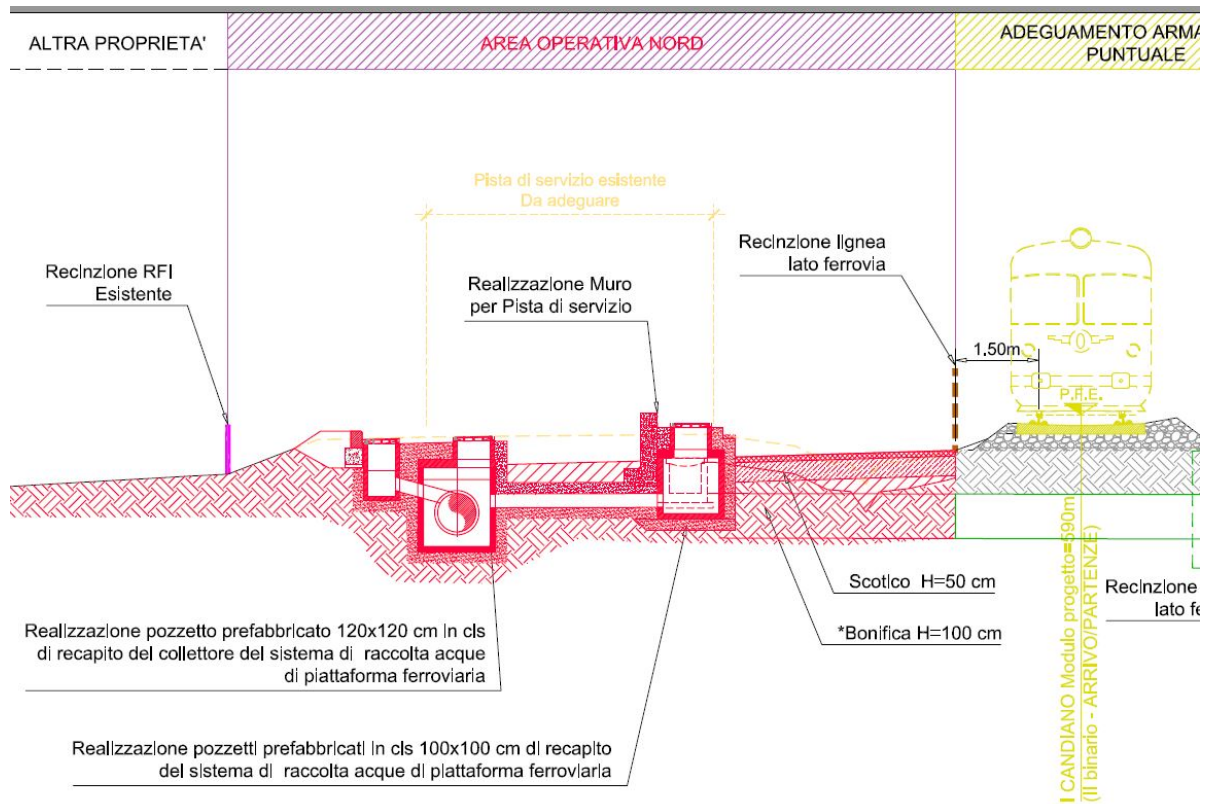 ALTRA PROPRIETA'
AREA OPERATIVA NORD
ADEGUAMENTO ARMA
PUNTUALE
Pista di servizio esistente
Da adeguare
Recinzione RFI
Esistente
Realizzazione Muro
per Pista di servizio
Recinzione lignea
lato ferrovia
1.50m
P.F.E.
Scotico H=50 cm
*Bonifica H=100 cm
Recinzione
lato fe
Realizzazione pozzetto prefabbricato 120x120 cm in cls
di recapito del collettore del sistema di raccolta acque
di piattaforma ferroviaria
Realizzazione pozzetti prefabbricati in cls 100x100 cm di recapito
del sistema di raccolta acque di piattaforma ferroviaria
I CANDIANO Modulo progetto=590m
(II binario - ARRIVO/PARTENZE)